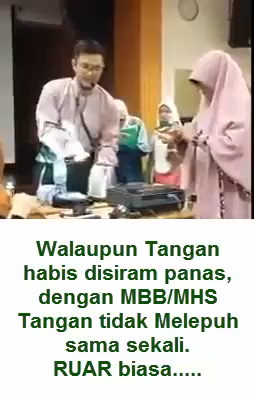 Walaupun Tangan
habis disiram panas,
dengan MBB/MHS
Tangan tidak Melepuh
sama sekali.
RUAR biasa.....